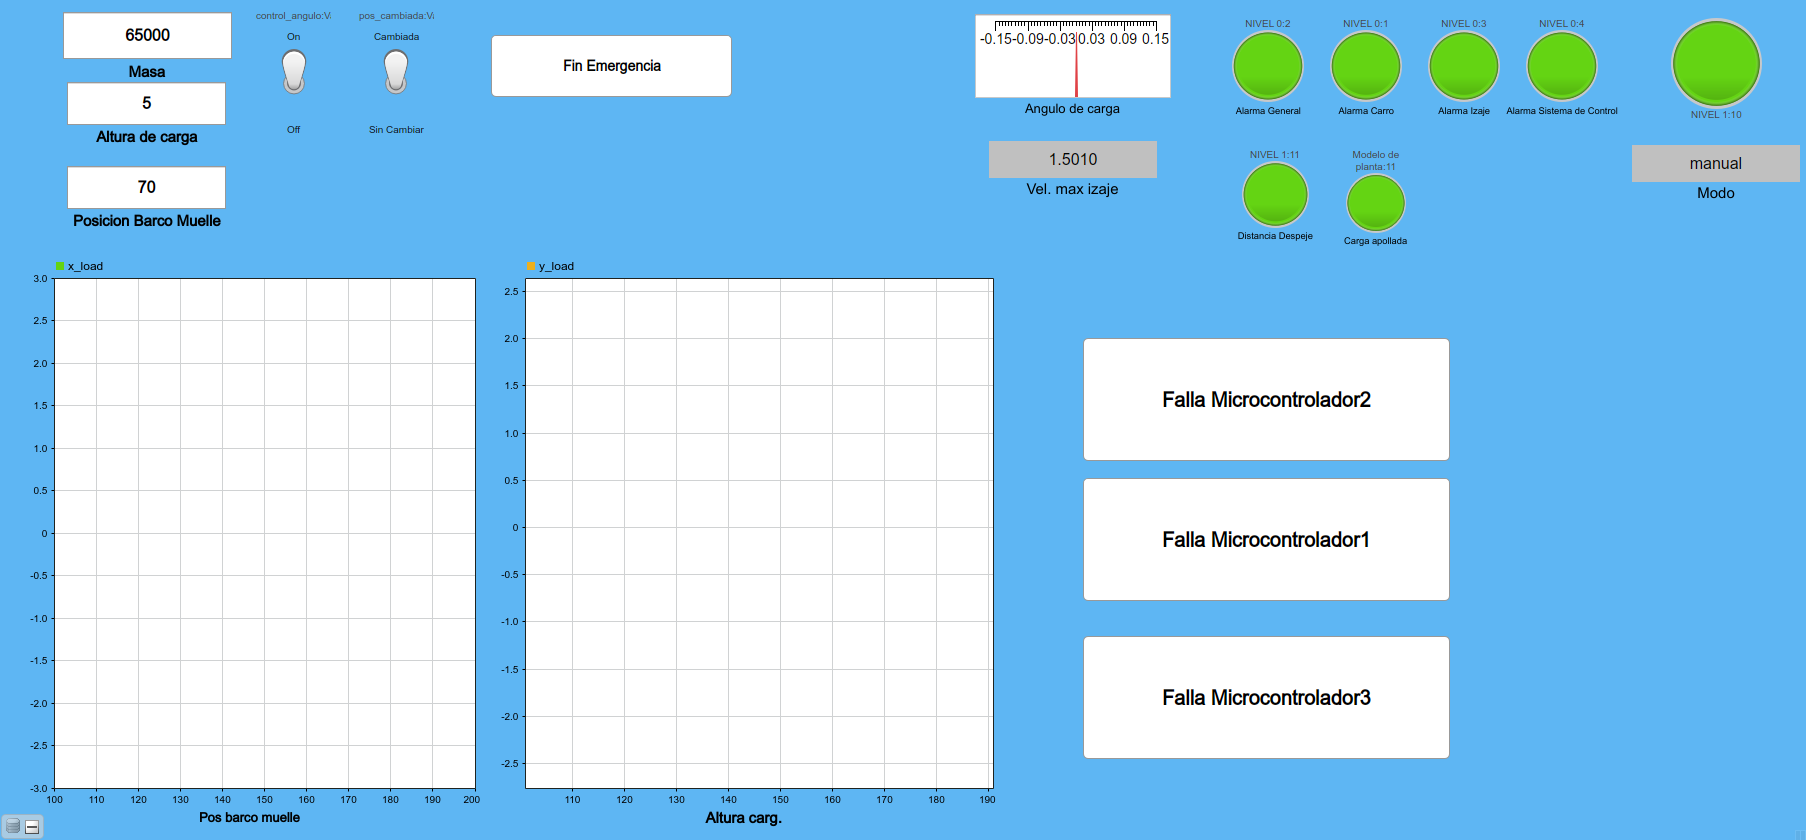 65000
Masa
5
Altura de carga
70
Posicion Barco Muelle
control_angulo:V
On
Off
pos_cambiada:V
Cambiada
Sin Cambiar
Fin Emergencia
-0.15 -0.09 -0.03 0.03 0.09 0.15
Angulo de carga
1.5010
Vel. max izaje
NIVEL 0:2
Alarma General
NIVEL 0:1
Alarma Carro
NIVEL 0:3
Alarma Izaje
NIVEL 0:4
Alarma Sistema de Control
NIVEL 1:10
NIVEL 1:11
Distancia Despeje
Modelo de
planta:11
Carga apollada
manual
Modo
x_load
3.0
2.5
2.0
1.5
1.0
0.5
0
-0.5
-1.0
-1.5
-2.0
-2.5
-3.0
100 110 120 130 140 150 160 170 180 190 200
Pos barco muelle
y_load
2.5
2.0
1.5
1.0
0.5
0
-0.5
-1.0
-1.5
-2.0
-2.5
110 120 130 140 150 160 170 180 190
Altura carg.
Falla Microcontrolador2
Falla Microcontrolador1
Falla Microcontrolador3